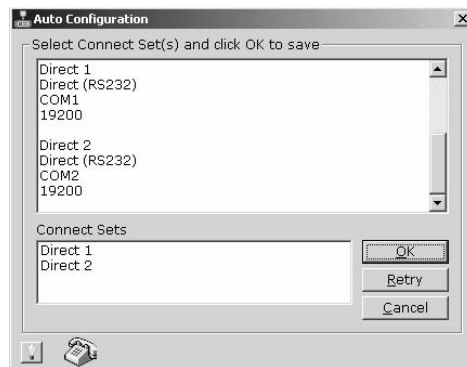 Auto Configuration
Select Connect Set(s) and click OK to save
Direct 1
Direct (RS232)
COM1
19200
Direct 2
Direct (RS232)
COM2
19200
Connect Sets
Direct 1
Direct 2
OK
Retry
Cancel